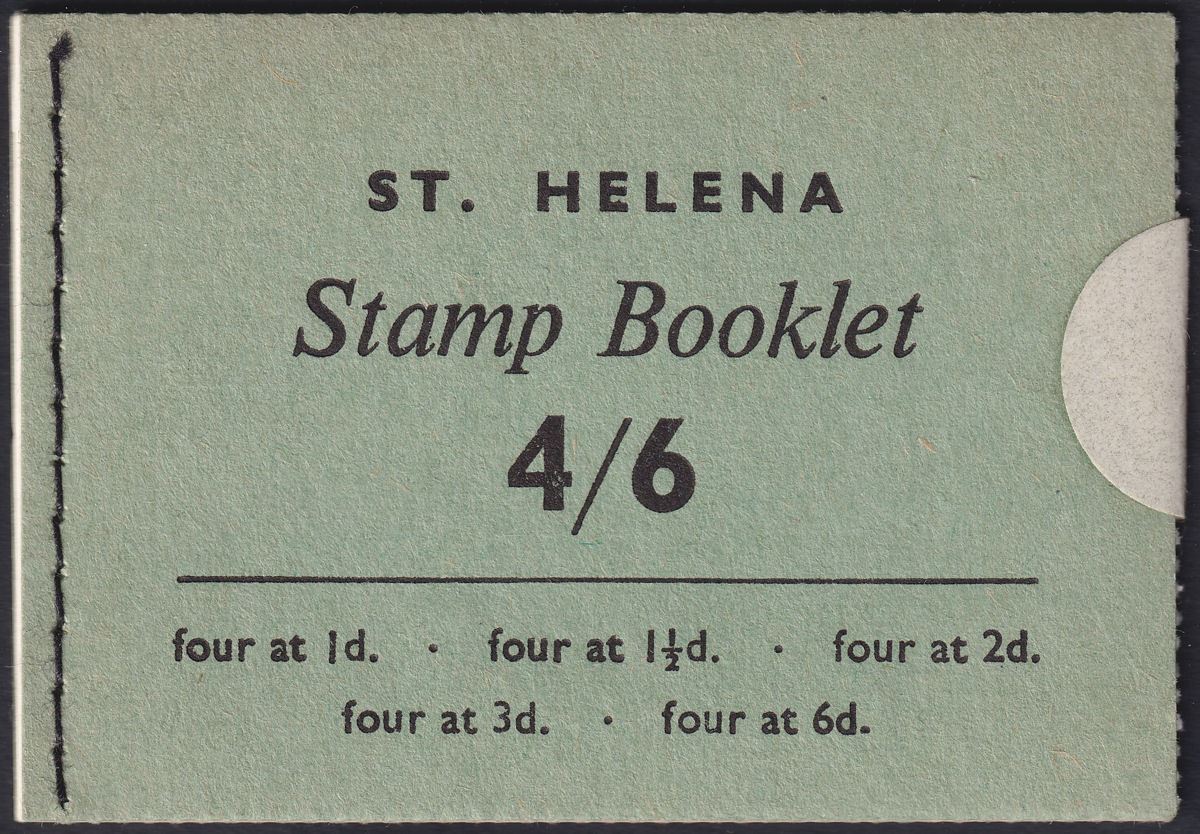 ST. HELENA
Stamp Booklet
4/6
four at 1d. · four at 1½d. · four at 2d.
four at 3d. · four at 6d.